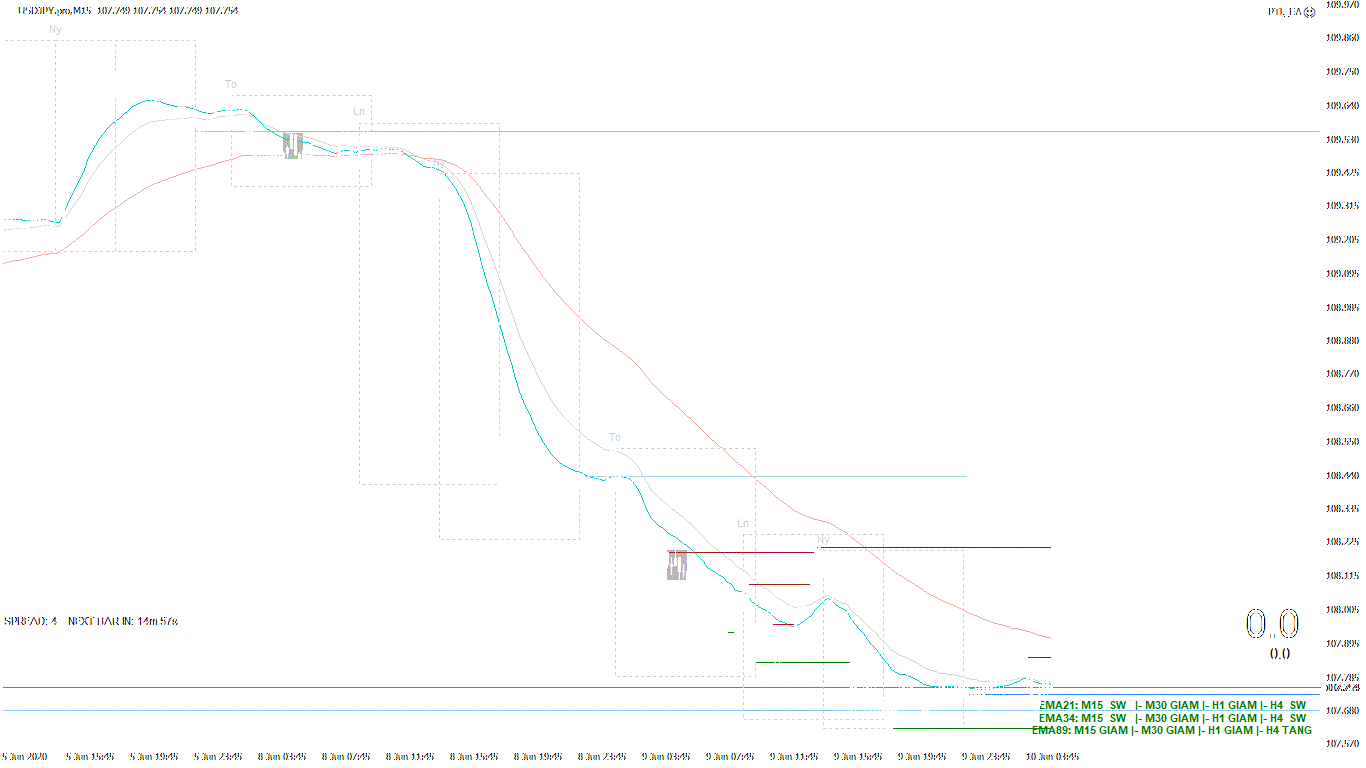 USDJPY.pro,M15 107.749 107.754 107.749 107.754
PTL_EA
109.970
Ny
109.860
109.750
To
109.640
Ln
109.530
Ny
109.425
109.315
109.205
109.095
108.985
108.880
108.770
108.660
To
108.550
108.440
108.335
Ln
Ny
108.225
108.115
108.005
SPREAD: 4 NEXT BAR IN: 14m 57s
0..0
().()
107.895
107.785
107.754
EMA21: M15 SW |- M30 GIAM |- H1 GIAM |- H4 SW
107.680
EMA34: M15 SW |- M30 GIAM |- H1 GIAM |- H4 SW
EMA89: M15 GIAM |- M30 GIAM |- H1 GIAM |- H4 TANG
107.570
5 Jun 2020 5 Jun 15:45 5 Jun 19:45 5 Jun 23:45 8 Jun 03:45 8 Jun 07:45 8 Jun 11:45 8 Jun 15:45 8 Jun 19:45 8 Jun 23:45 9 Jun 03:45 9 Jun 07:45 9 Jun 11:45 9 Jun 15:45 9 Jun 19:45 9 Jun 23:45 10 Jun 03:45